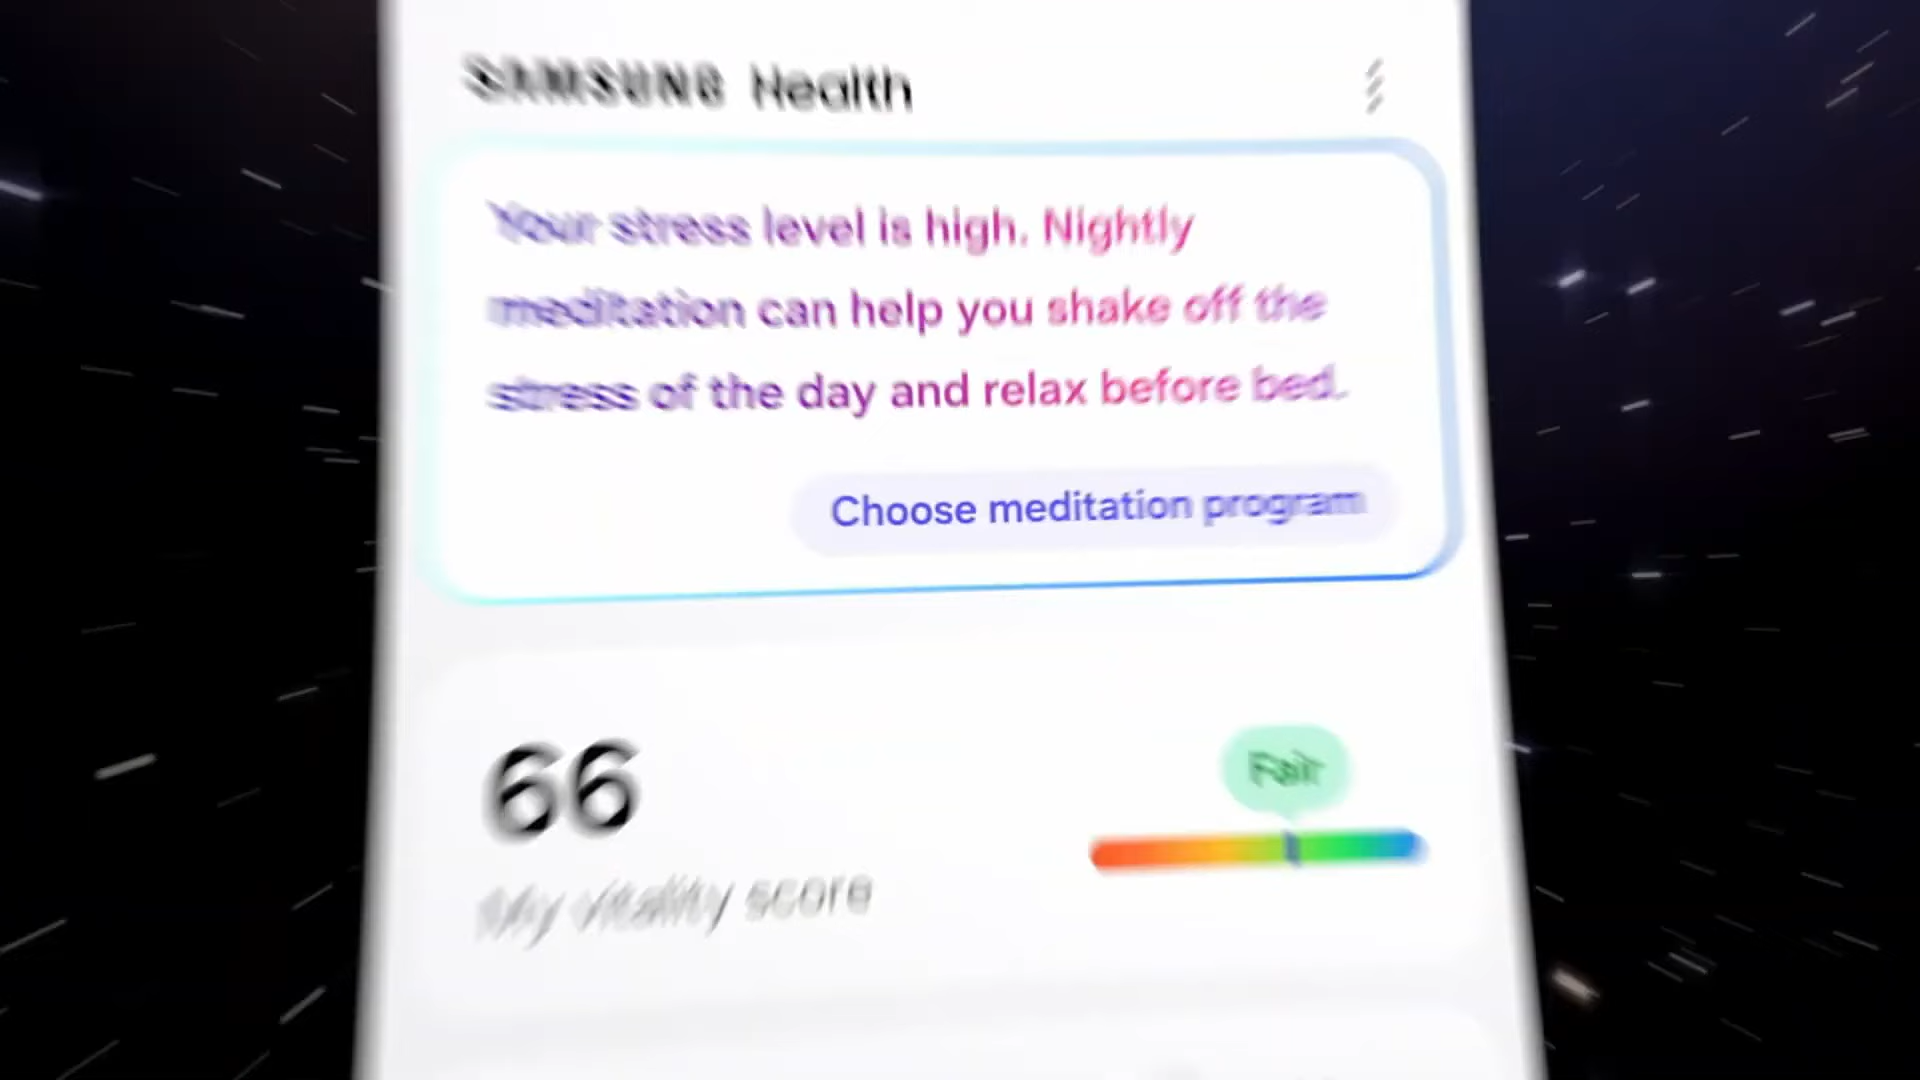 SAMSUNG Health
Your stress level is high. Nightly
meditation can help you shake off the
stress of the day and relax before bed.
Choose meditation program
66
Fair
My vitality score